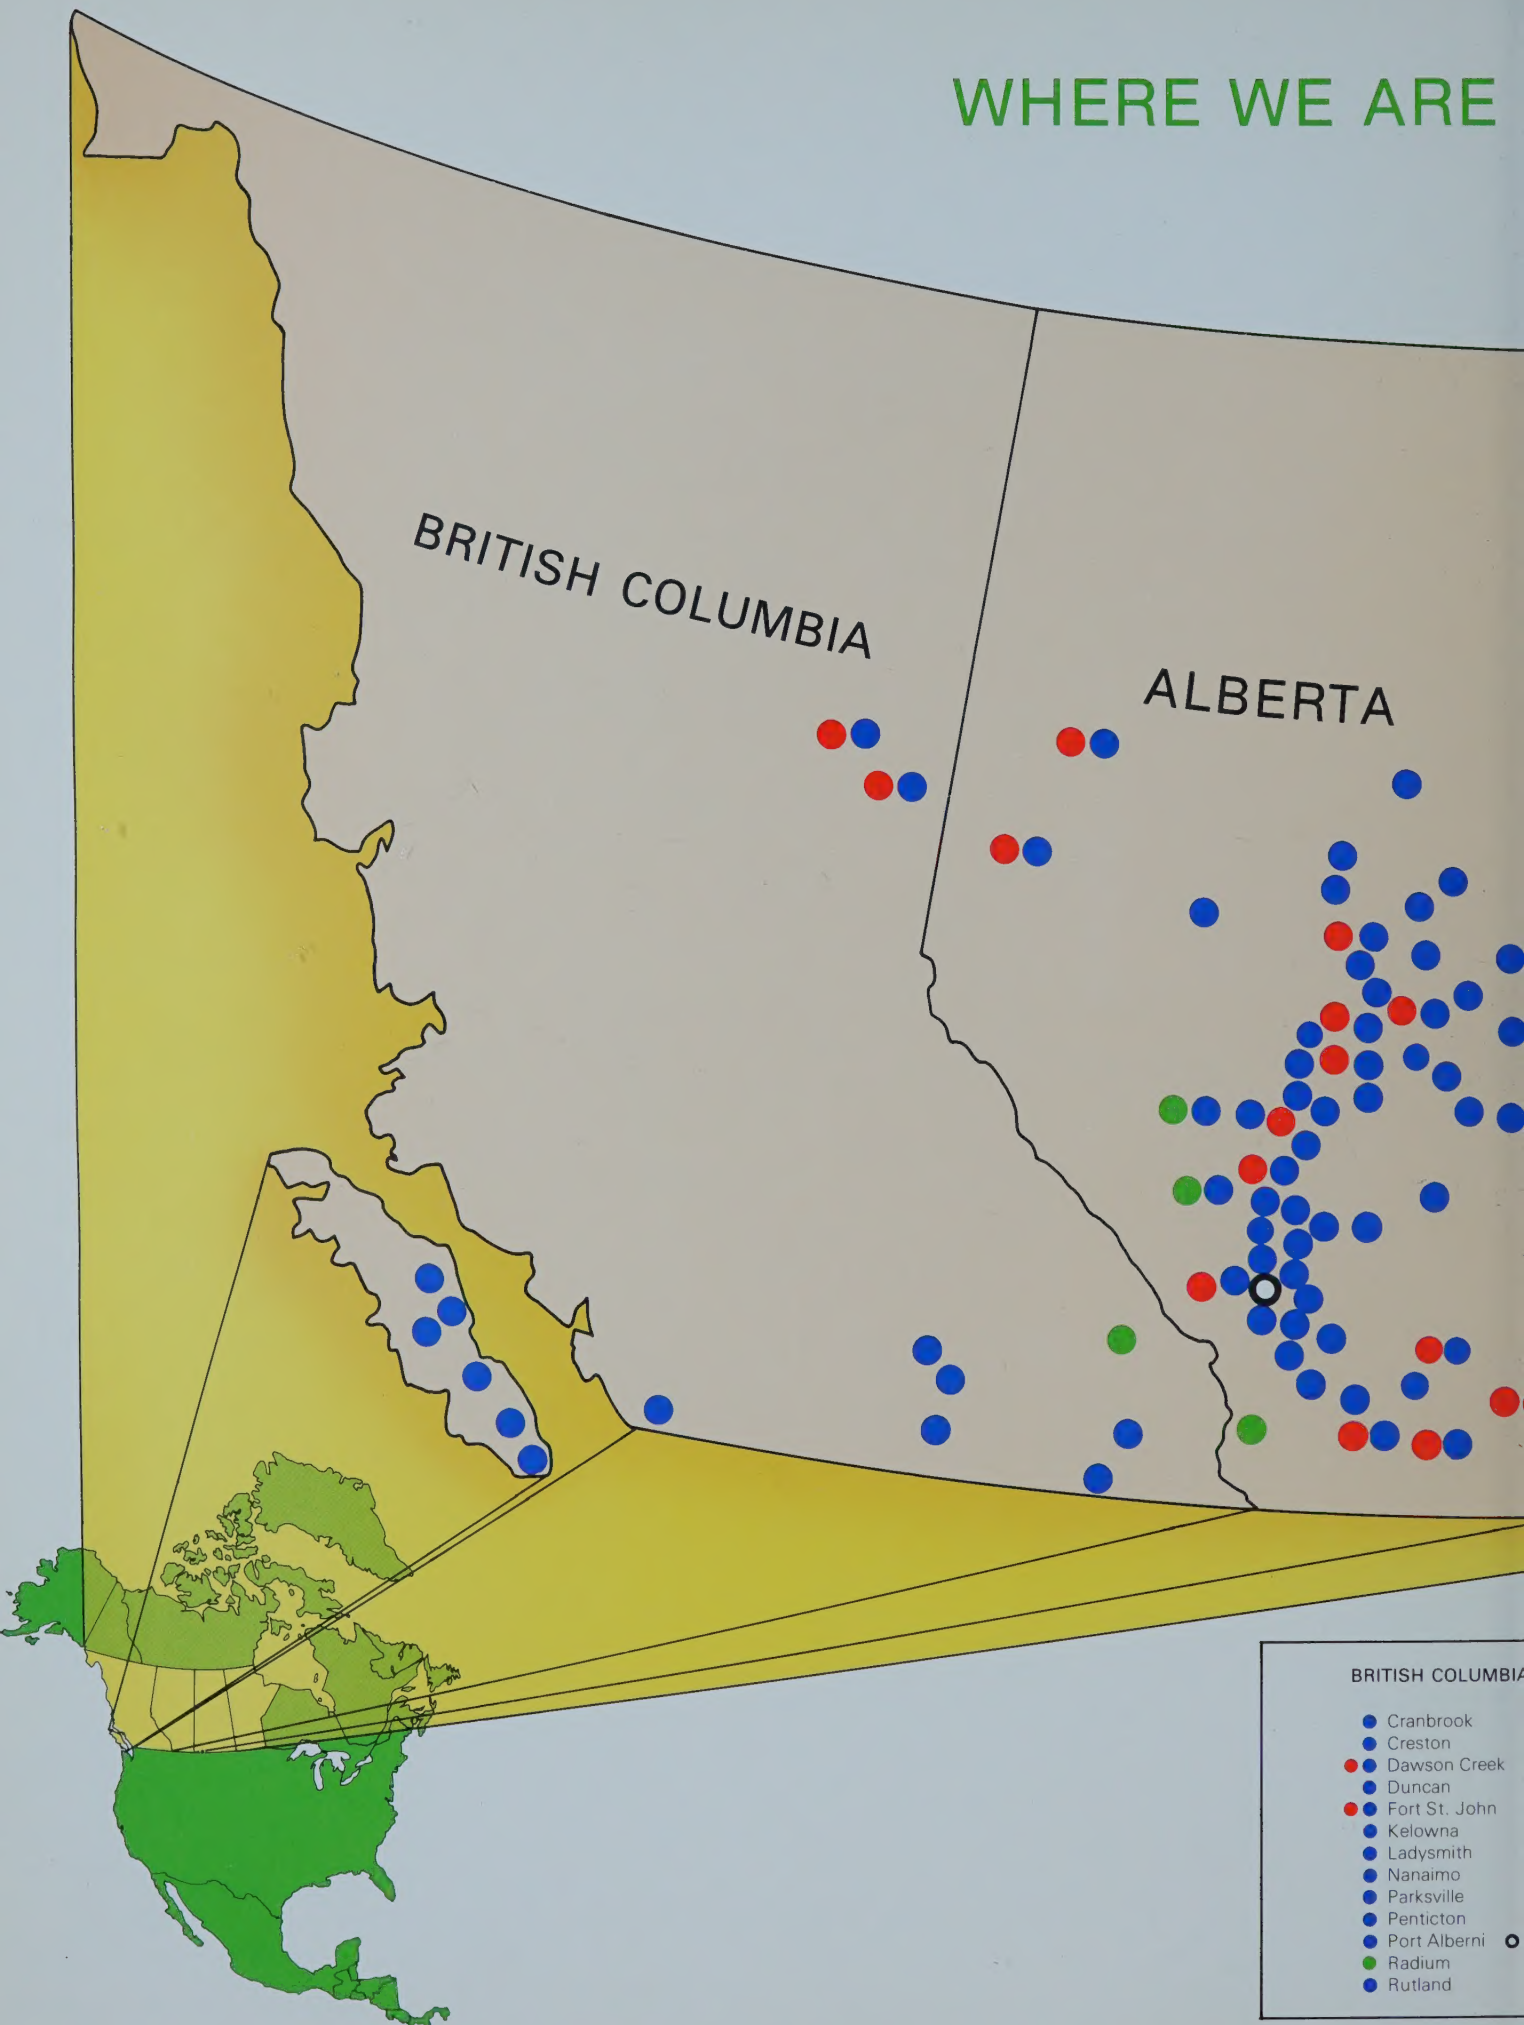 WHERE WE ARE
BRITISH COLUMBIA
ALBERTA
BRITISH COLUMBIA
Cranbrook
Creston
Dawson Creek
Duncan
Fort St. John
Kelowna
Ladysmith
Nanaimo
Parksville
Penticton
Port Alberni
Radium
Rutland